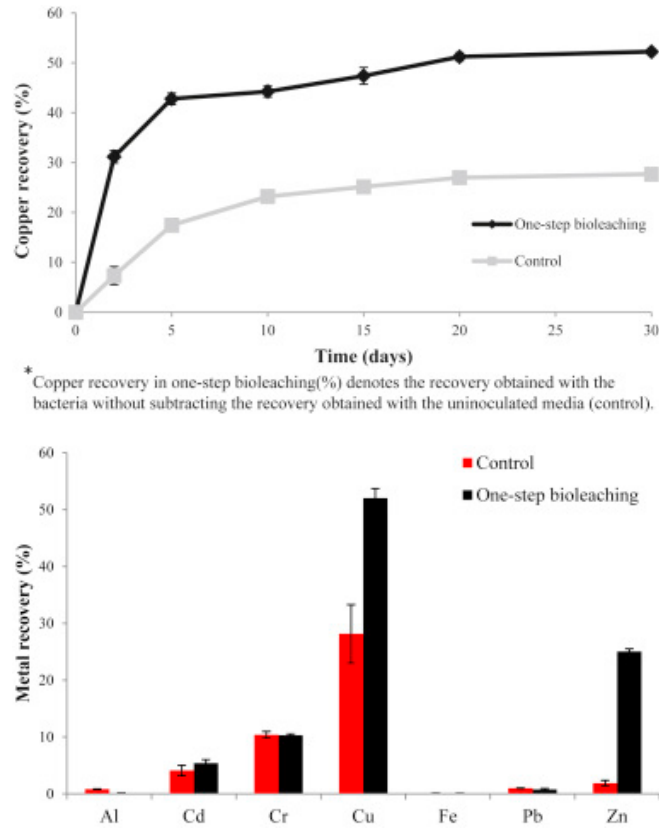 60
50
40
30
20
10
0
Copper recovery (%)
One-step bioleaching
Control
0 5 10 15 20 25 30
Time (days)
*Copper recovery in one-step bioleaching(%) denotes the recovery obtained with the
bacteria without subtracting the recovery obtained with the uninoculated media (control).
60
50
40
30
20
10
0
Metal recovery (%)
Control
One-step bioleaching
Al Cd Cr Cu Fe Pb Zn